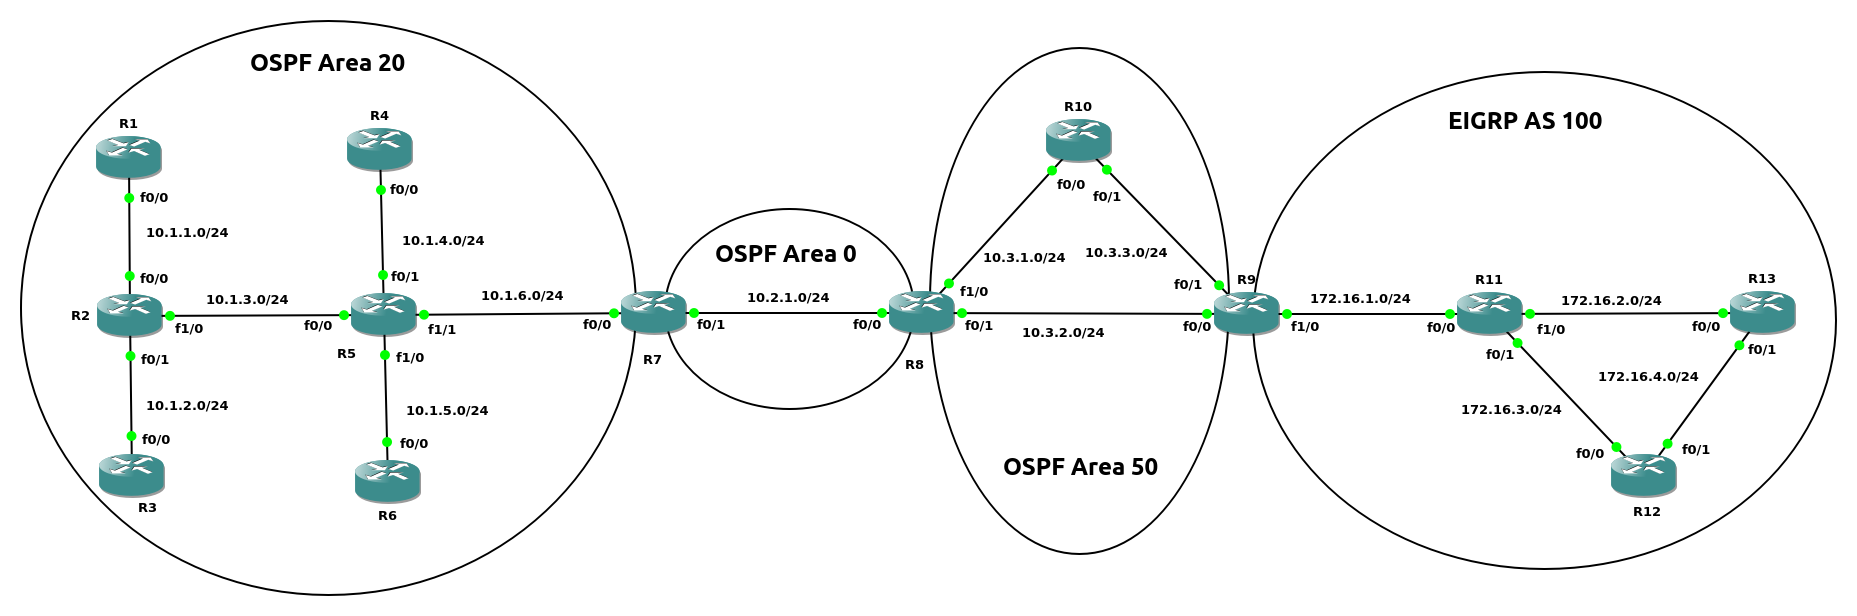 OSPF Area 20
R1
f0/0
10.1.1.0/24
f0/0
R2
f1/0
10.1.3.0/24
f0/1
10.1.2.0/24
f0/0
R3
R4
f0/0
10.1.4.0/24
f0/1
f0/0
R5
f1/1
f1/0
10.1.5.0/24
f0/0
R6
10.1.6.0/24
f0/0
R7
f0/1
OSPF Area 0
10.2.1.0/24
f0/0
R8
f1/0
f0/1
10.3.1.0/24
R10
f0/0
f0/1
10.3.3.0/24
10.3.2.0/24
OSPF Area 50
f0/1
R9
f0/0
f1/0
EIGRP AS 100
172.16.1.0/24
R11
f0/0
f1/0
f0/1
172.16.2.0/24
R13
f0/0
f0/1
172.16.4.0/24
172.16.3.0/24
f0/0
f0/1
R12